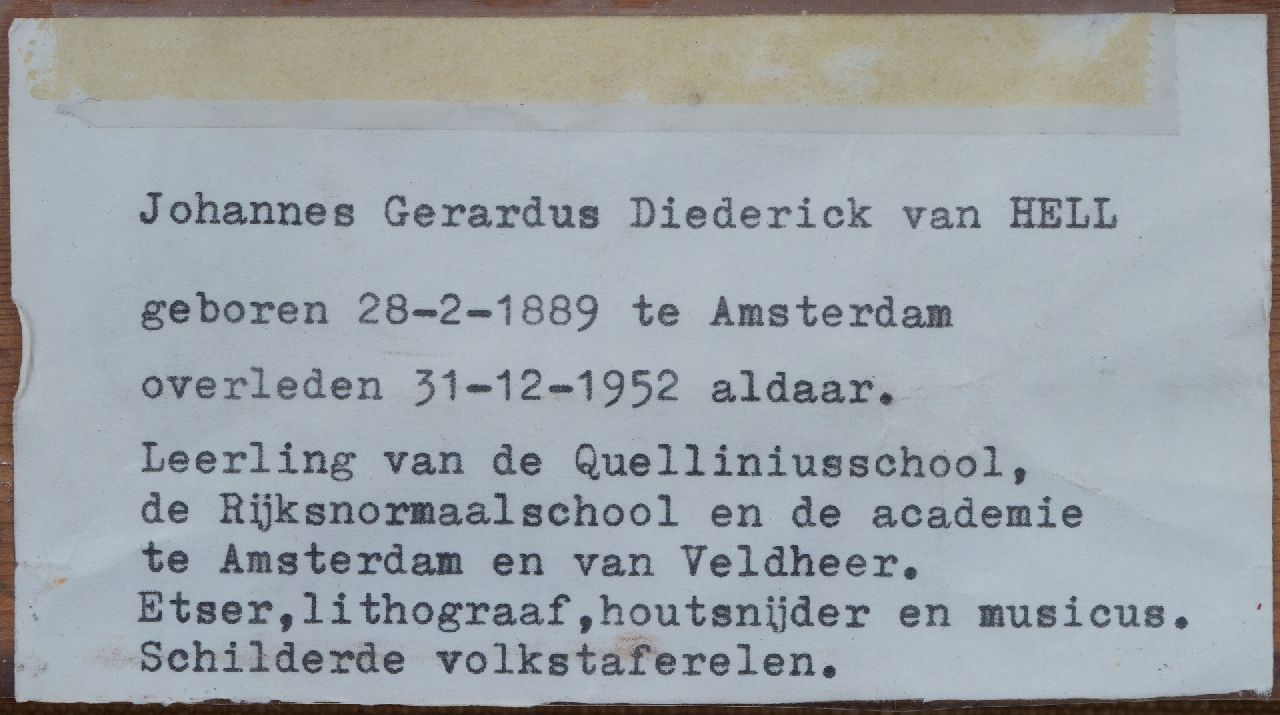 Johannes Gerardus Diederick van HELL
geboren 28-2-1889 te Amsterdam
overleden 31-12-1952 aldaar.
Leerling van de Quelliniusschool,
de Rijksnormaalschool en de academie
te Amsterdam en van Veldheer.
Etser,lithograaf,houtsnijder en musicus.
Schilderde volkstaferelen.